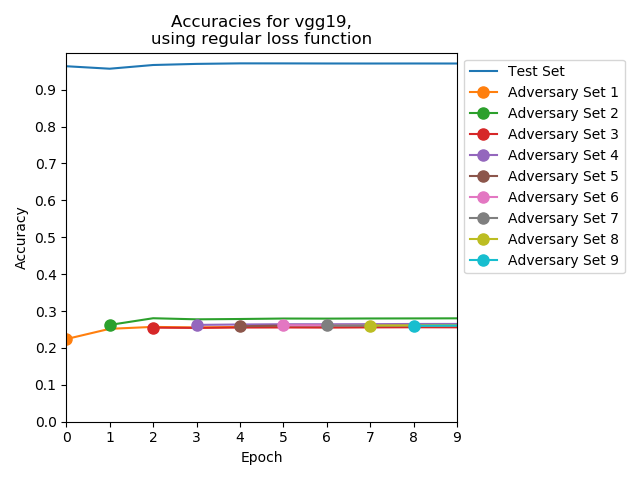 Accuracies for vgg19,
using regular loss function
Accuracy
0.9
0.8
0.7
0.6
0.5
0.4
0.3
0.2
0.1
0.0
0 1 2 3 4 5 6 7 8 9
Epoch
Test Set
Adversary Set 1
Adversary Set 2
Adversary Set 3
Adversary Set 4
Adversary Set 5
Adversary Set 6
Adversary Set 7
Adversary Set 8
Adversary Set 9